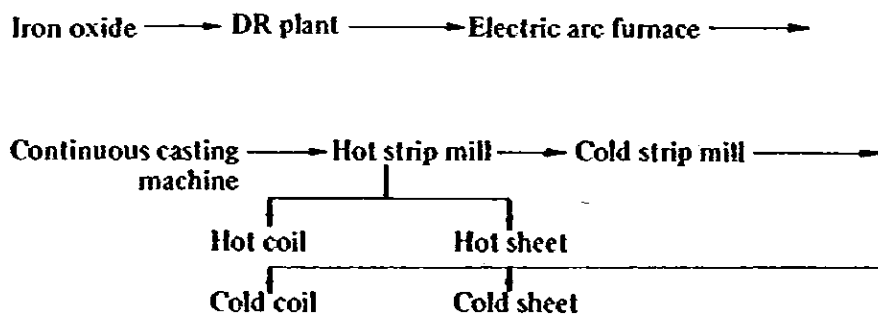 Iron oxide DR plant Electric arc furnace
Continuous casting Hot strip mill Cold strip mill
machine
Hot coil Hot sheet
Cold coil Cold sheet